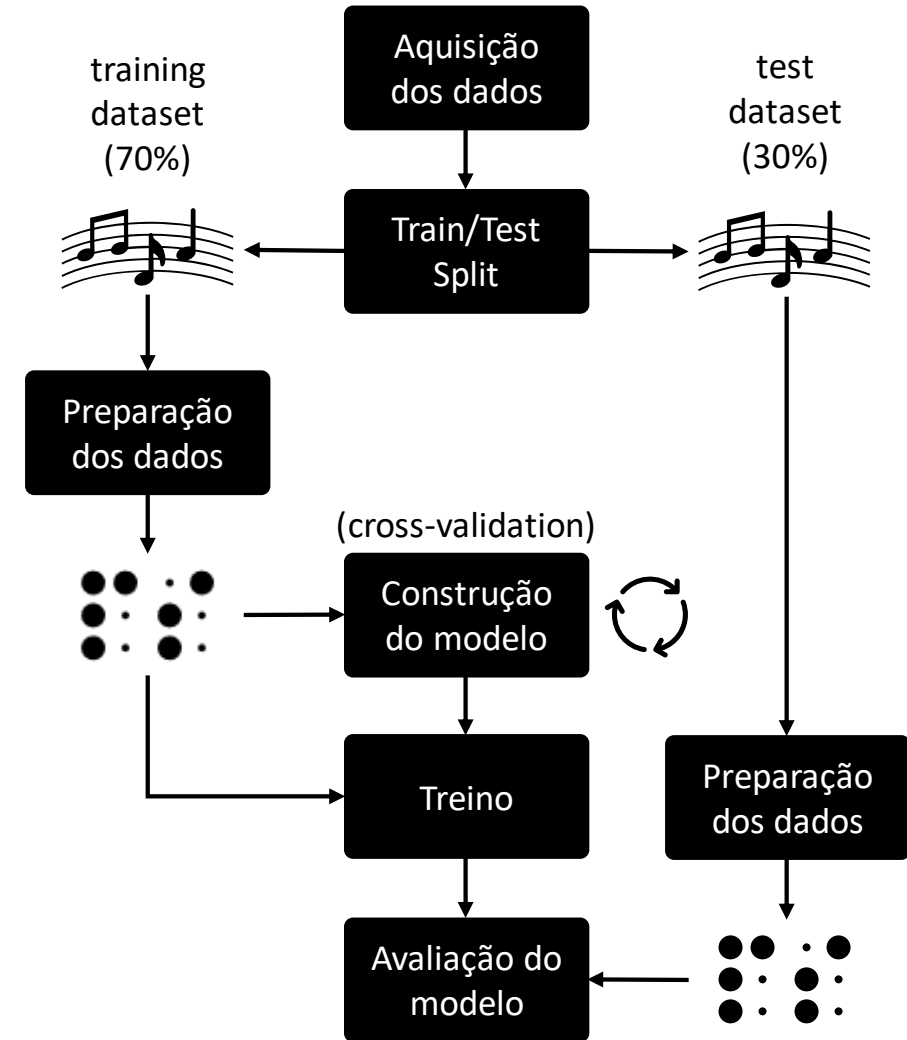 Aquisição
dos dados
training
dataset
(70%)
test
dataset
(30%)
Train/Test
Split
Preparação
dos dados
(cross-validation)
Construção
do modelo
Treino
Preparação
dos dados
Avaliação do
modelo